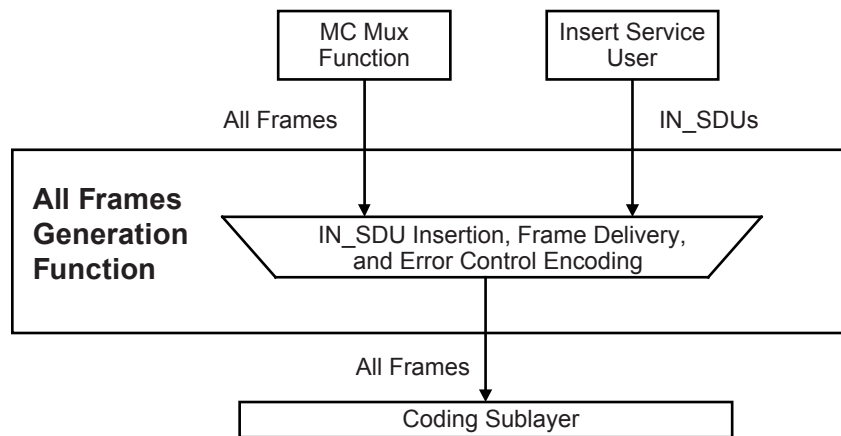 MC Mux
Function
Insert Service
User
All Frames
IN_SDUs
All Frames
Generation
Function
IN_SDU Insertion, Frame Delivery,
and Error Control Encoding
All Frames
Coding Sublayer